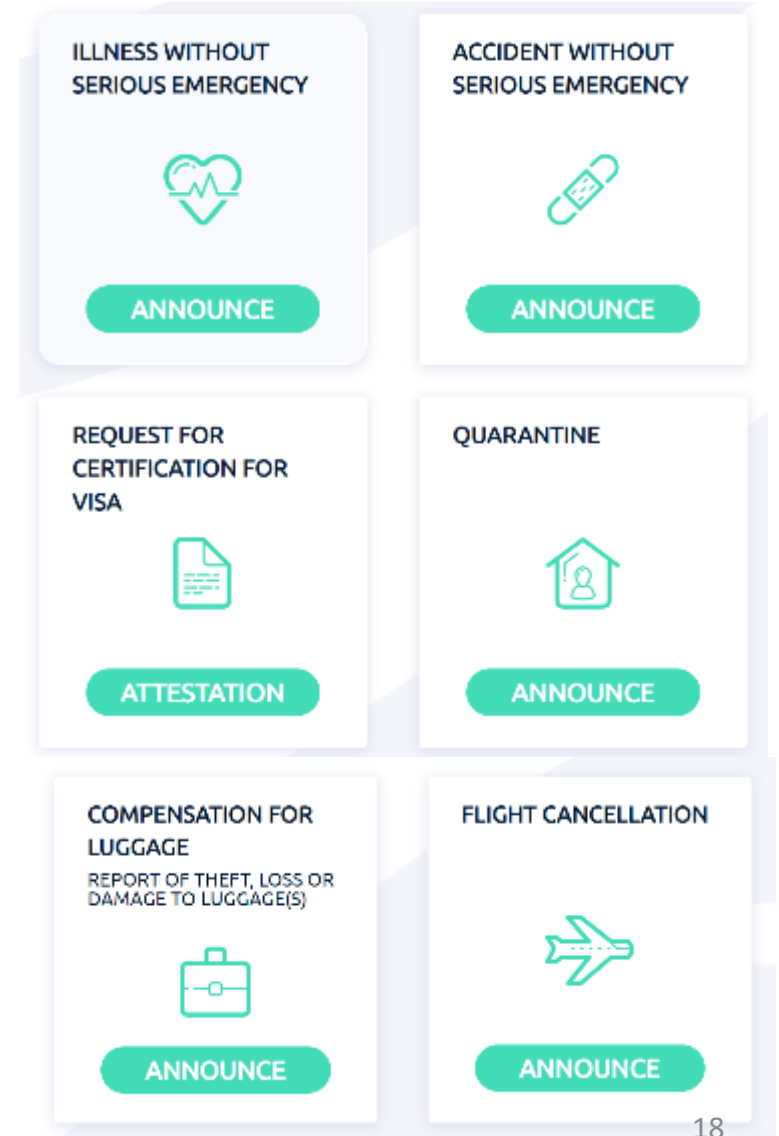 ILLNESS WITHOUT
SERIOUS EMERGENCY
ANNOUNCE
ACCIDENT WITHOUT
SERIOUS EMERGENCY
ANNOUNCE
REQUEST FOR
CERTIFICATION FOR
VISA
ATTESTATION
QUARANTINE
ANNOUNCE
COMPENSATION FOR
LUGGAGE
REPORT OF THEFT, LOSS OR
DAMAGE TO LUGGAGE(S)
ANNOUNCE
FLIGHT CANCELLATION
ANNOUNCE
18